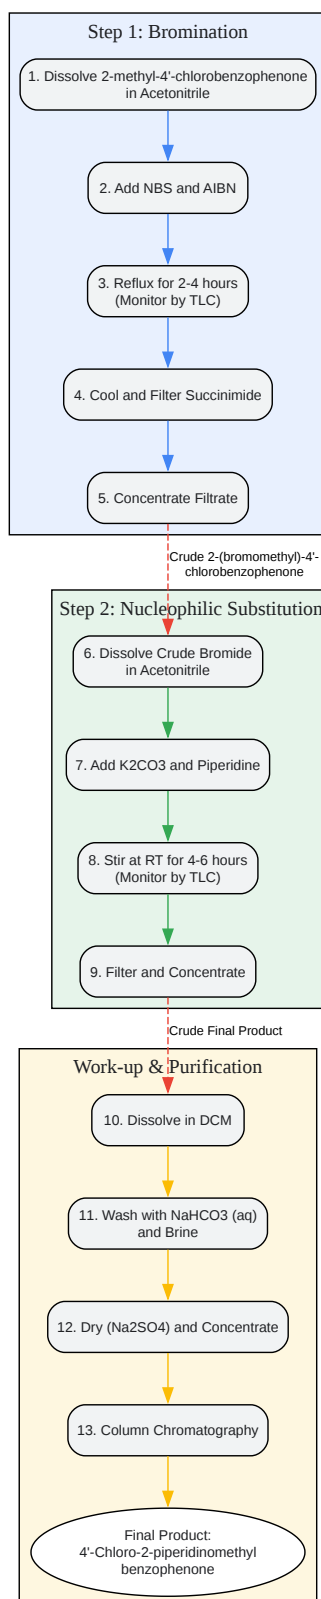 Step 1: Bromination
1. Dissolve 2-methyl-4'-chlorobenzophenone
in Acetonitrile
2. Add NBS and AIBN
3. Reflux for 2-4 hours
(Monitor by TLC)
4. Cool and Filter Succinimide
5. Concentrate Filtrate
Crude 2-(bromomethyl)-4'-
chlorobenzophenone
Step 2: Nucleophilic Substitution
6. Dissolve Crude Bromide
in Acetonitrile
7. Add K2CO3 and Piperidine
8. Stir at RT for 4-6 hours
(Monitor by TLC)
9. Filter and Concentrate
Crude Final Product
Work-up & Purification
10. Dissolve in DCM
11. Wash with NaHCO3 (aq)
and Brine
12. Dry (Na2SO4) and Concentrate
13. Column Chromatography
Final Product:
4'-Chloro-2-piperidinomethyl
benzophenone